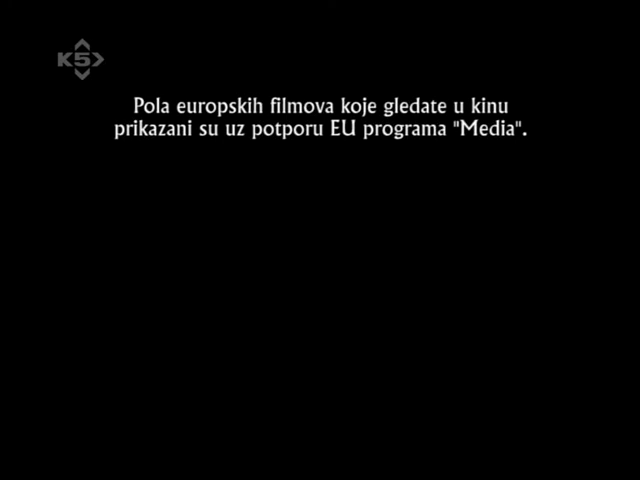 K5
Pola europskih filmova koje gledate u kinu
prikazani su uz potporu EU programa "Media".